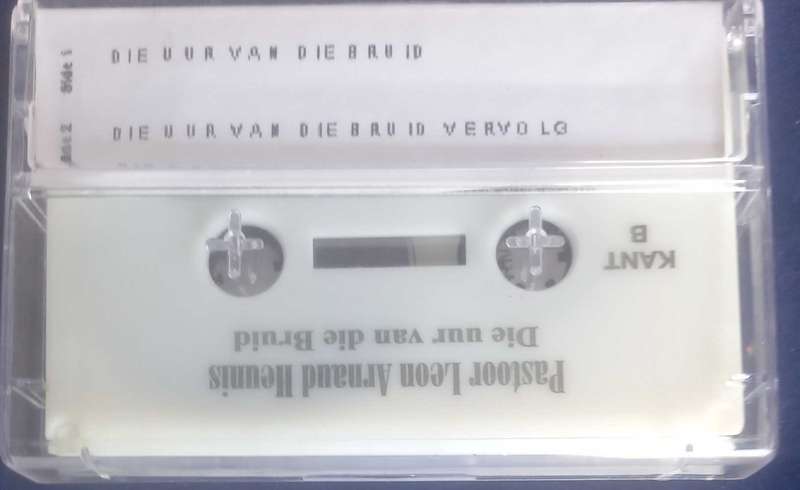 Side 1
DIE UUR VAN DIE BRUID
Side 2
DIE UUR VAN DIE BRUID VERVOLG
KANT
B
Die uur van die Bruid
Pastoor Leon Arnaud Heunis